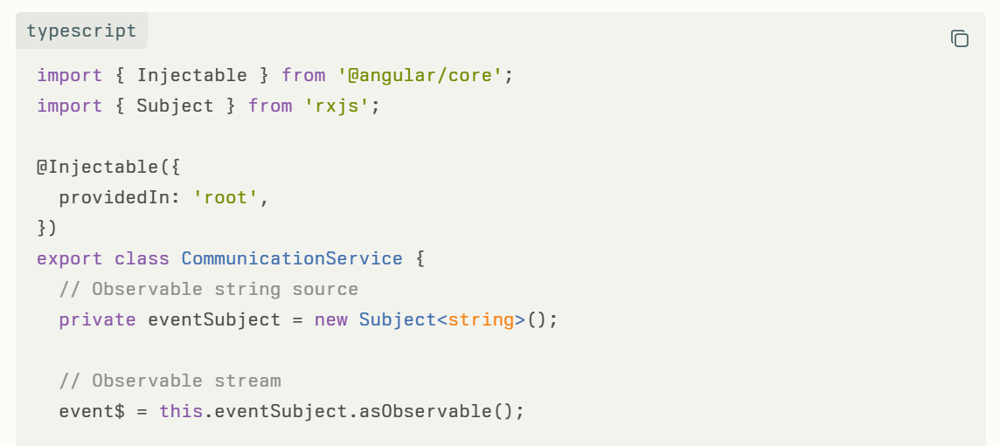 typescript
import { Injectable } from '@angular/core';
import { Subject } from 'rxjs';
@Injectable({
  providedIn: 'root',
})
export class CommunicationService {
  // Observable string source
  private eventSubject = new Subject<string>();
  // Observable stream
  event$ = this.eventSubject.asObservable();